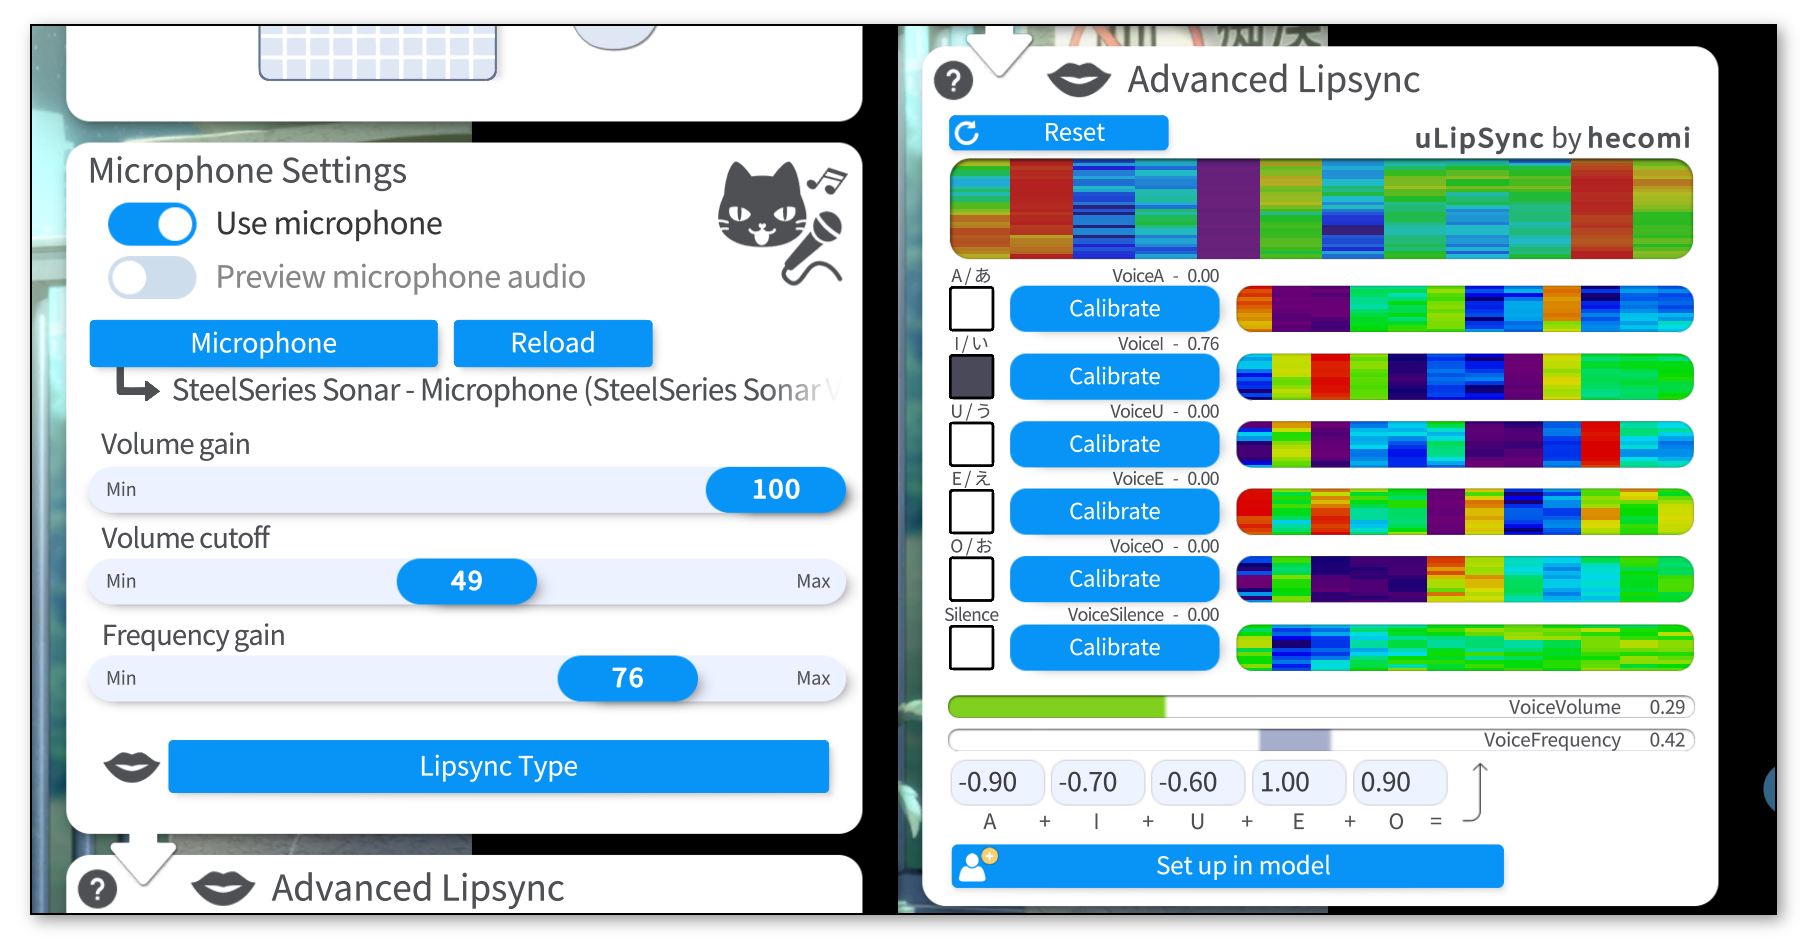 Microphone Settings
Use microphone
Preview microphone audio
Microphone
Reload
SteelSeries Sonar - Microphone (SteelSeries Sonar V
Volume gain
Min
100
Volume cutoff
Min
49
Max
Frequency gain
Min
76
Max
Lipsync Type
? Advanced Lipsync
? Advanced Lipsync
Reset
uLipSync by hecomi
A / あ
VoiceA - 0.00
Calibrate
I / い
VoiceI - 0.76
Calibrate
U / う
VoiceU - 0.00
Calibrate
E / え
VoiceE - 0.00
Calibrate
O / お
VoiceO - 0.00
Calibrate
Silence
VoiceSilence - 0.00
Calibrate
VoiceVolume 0.29
VoiceFrequency 0.42
-0.90 -0.70 -0.60 1.00 0.90
A + I + U + E + O =
Set up in model